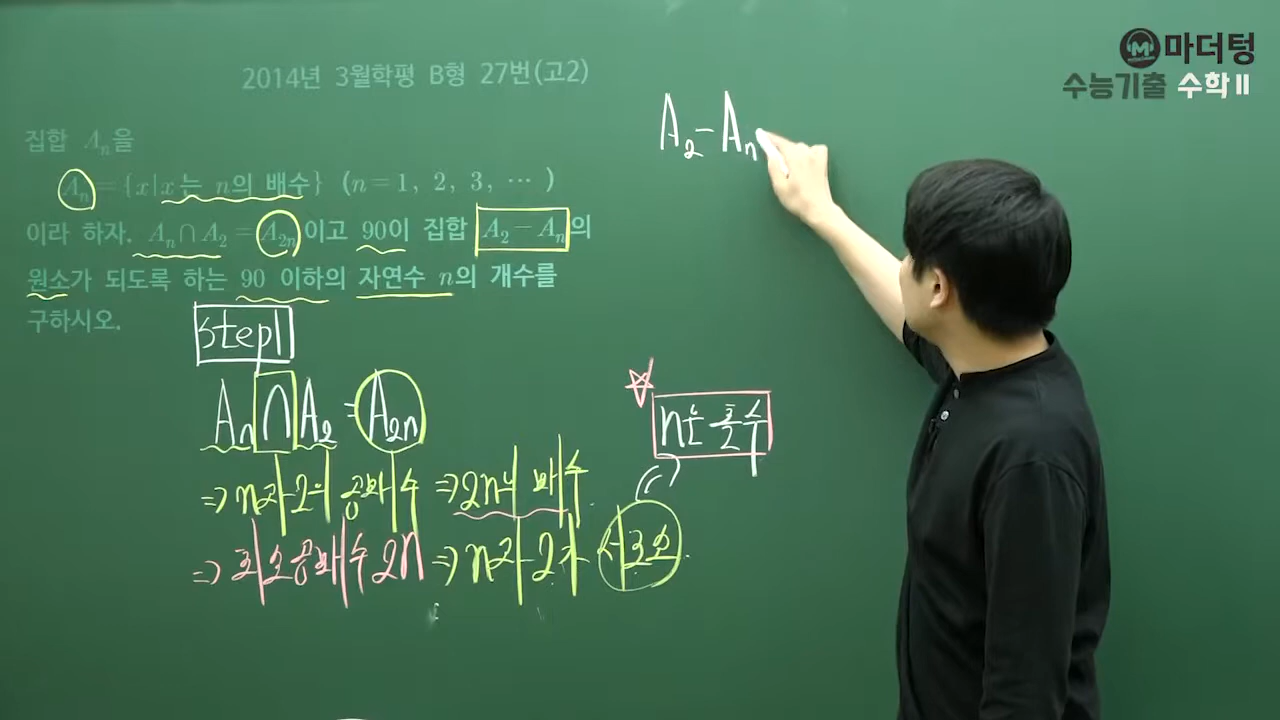 마더텅
수능기출 수학Ⅱ
2014년 3월학평 B형 27번(고2)
집합 Aₙ을
Aₙ={x|x는 n의 배수} (n=1, 2, 3, ⋯ )
이라 하자. Aₙ∩A₂=A₂ₙ이고 90이 집합 A₂-Aₙ의
원소가 되도록 하는 90 이하의 자연수 n의 개수를
구하시오.
A₂-Aₙ
step1
Aₙ∩A₂=A₂ₙ
n은 홀수
⇒n과 2의 공배수 ⇒2n의 배수.
⇒ 최소공배수 2n ⇒n과 2가 서로소.